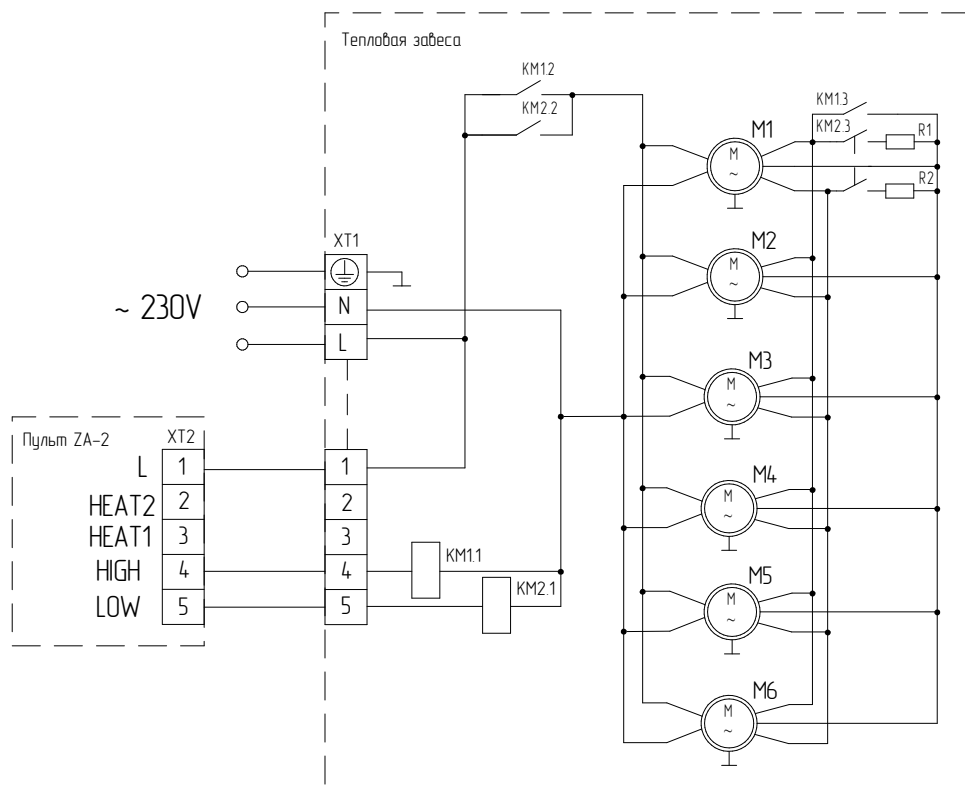 Тепловая завеса
KM1.2
KM2.2
KM1.3
KM2.3
R1
R2
M1
M
~
M2
M
~
M3
M
~
M4
M
~
M5
M
~
M6
M
~
XT1
N
L
~ 230V
Пульт ZA-2
XT2
L 1
HEAT2 2
HEAT1 3
HIGH 4
LOW 5
1
2
3
4
5
KM1.1
KM2.1